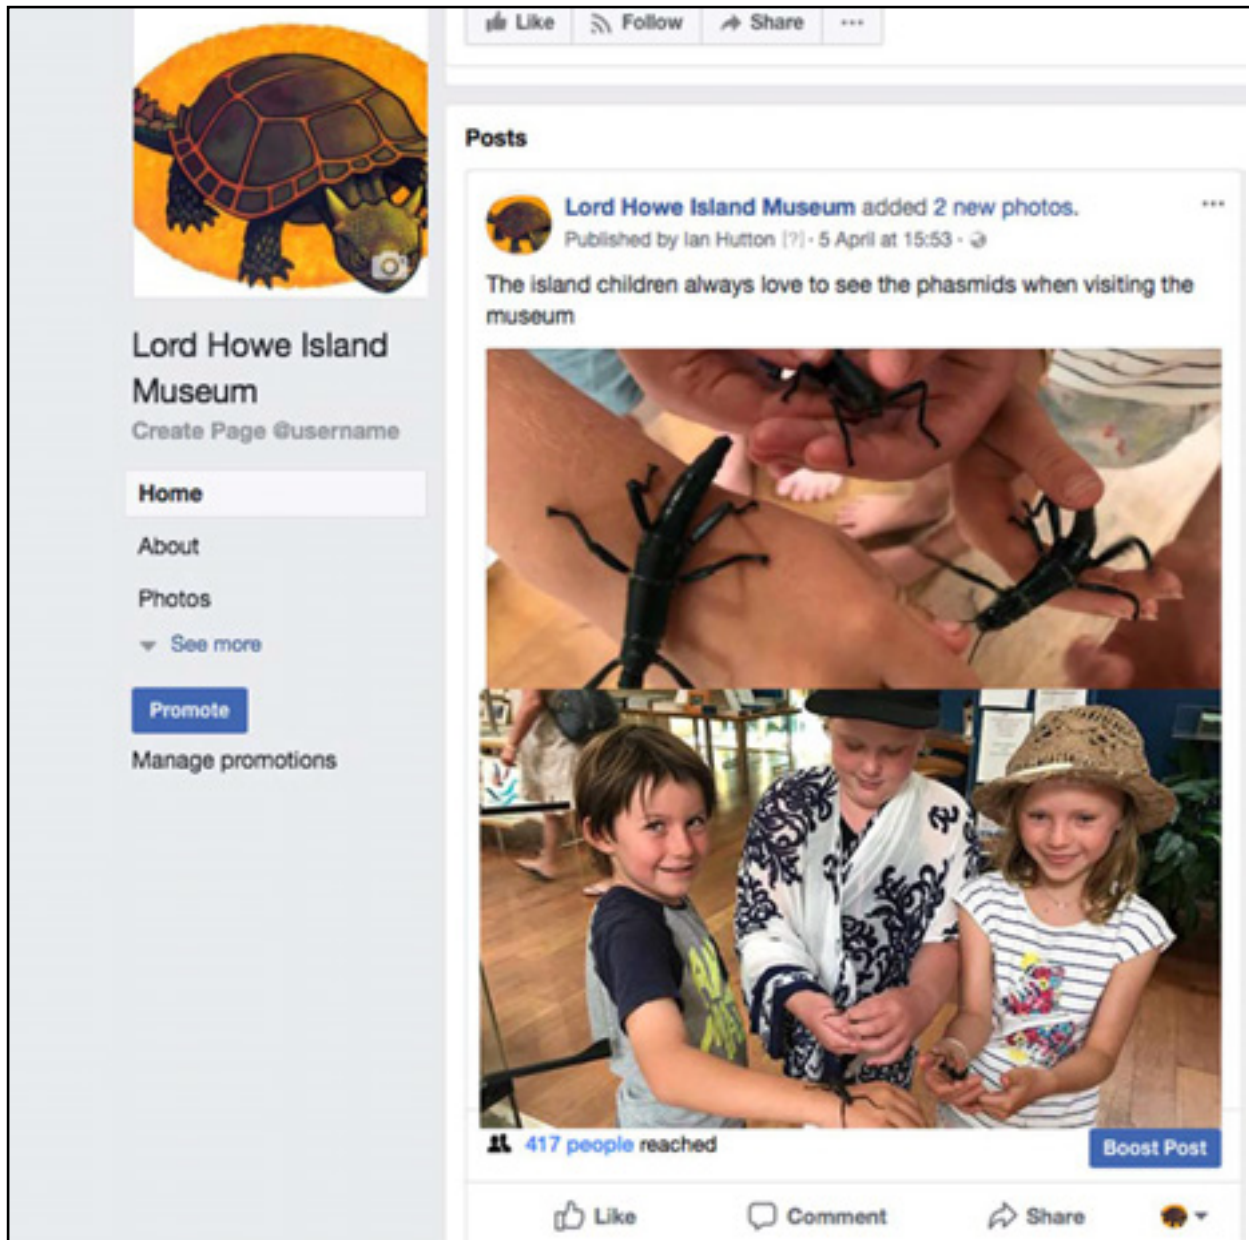 Like
Follow
Share
Posts
Lord Howe Island Museum added 2 new photos.
Published by Ian Hutton [?] · 5 April at 15:53 ·
The island children always love to see the phasmids when visiting the
museum
Lord Howe Island
Museum
Create Page @username
Home
About
Photos
See more
Promote
Manage promotions
417 people reached
Boost Post
Like
Comment
Share